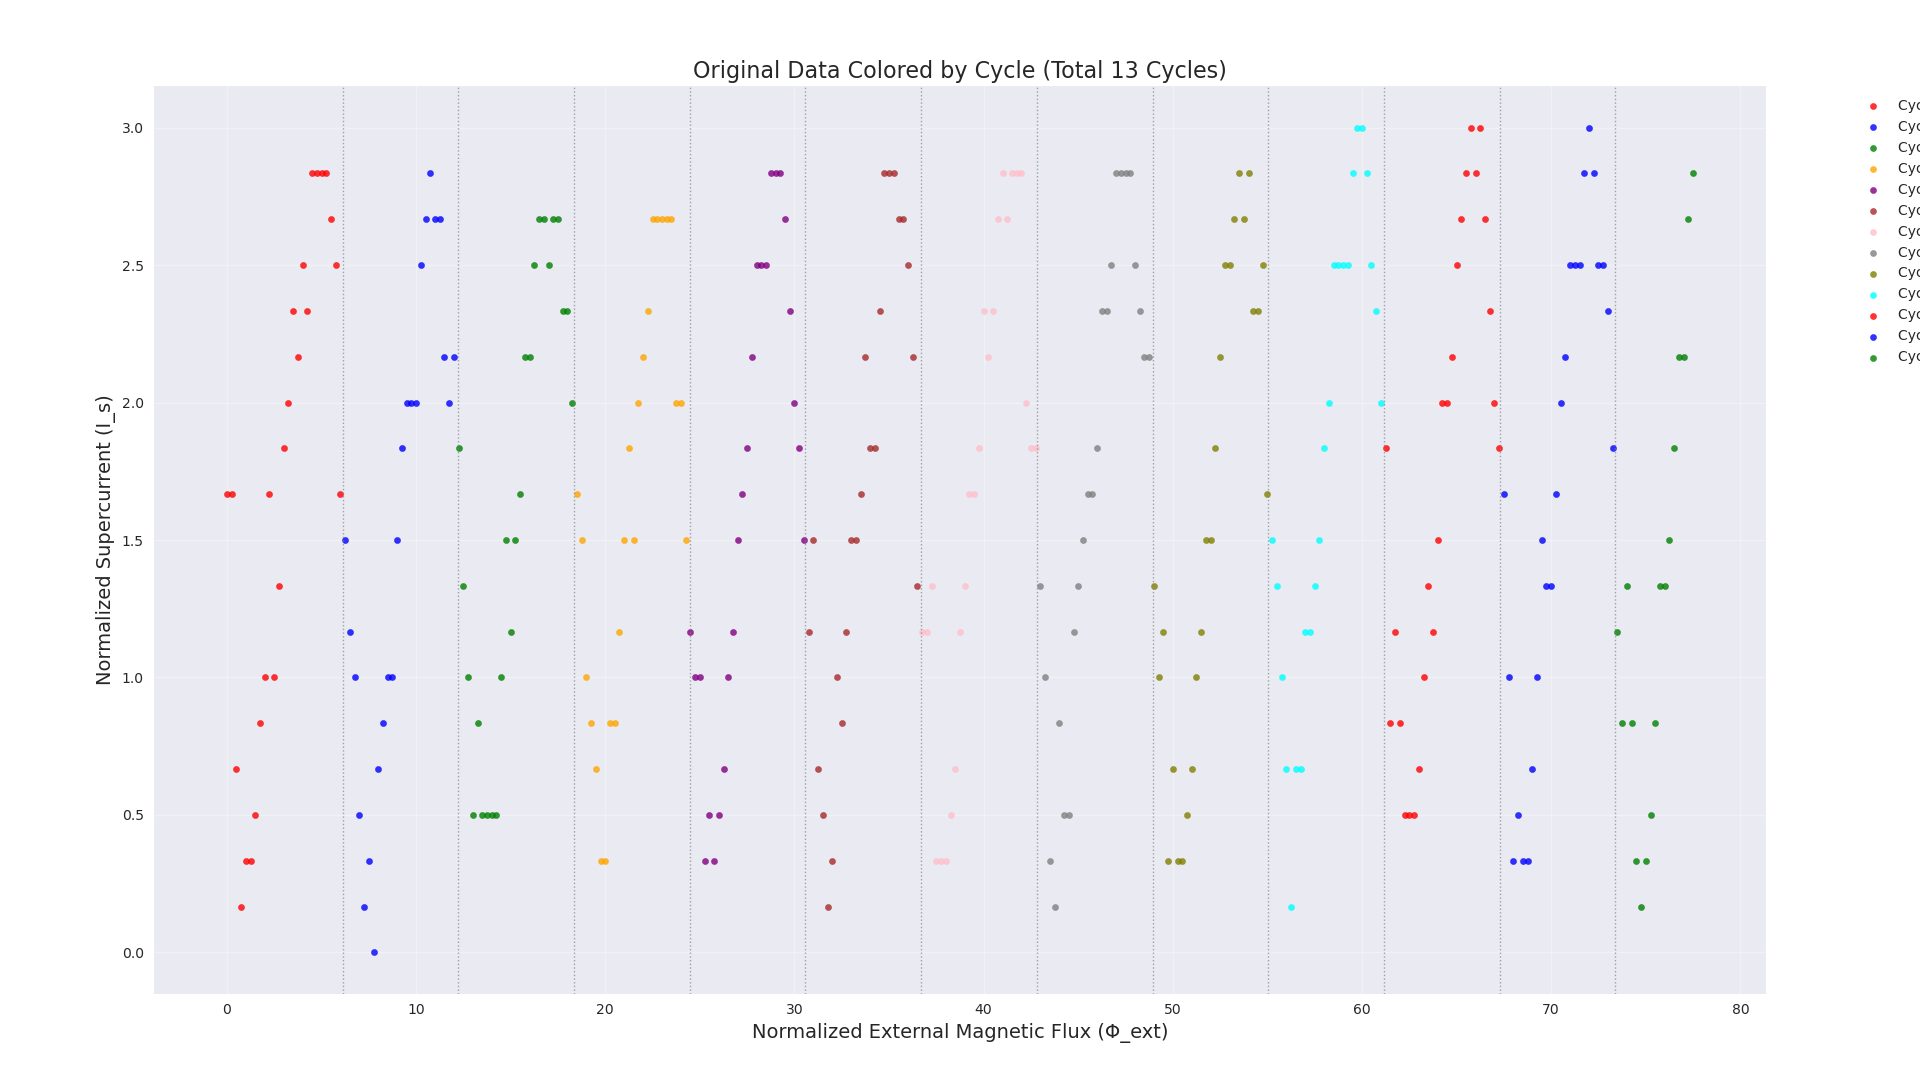 Original Data Colored by Cycle (Total 13 Cycles)
Normalized Supercurrent (I_s)
3.0
2.5
2.0
1.5
1.0
0.5
0.0
0 10 20 30 40 50 60 70 80
Normalized External Magnetic Flux (Φ_ext)
Cyc
Cyc
Cyc
Cyc
Cyc
Cyc
Cyc
Cyc
Cyc
Cyc
Cyc
Cyc
Cyc